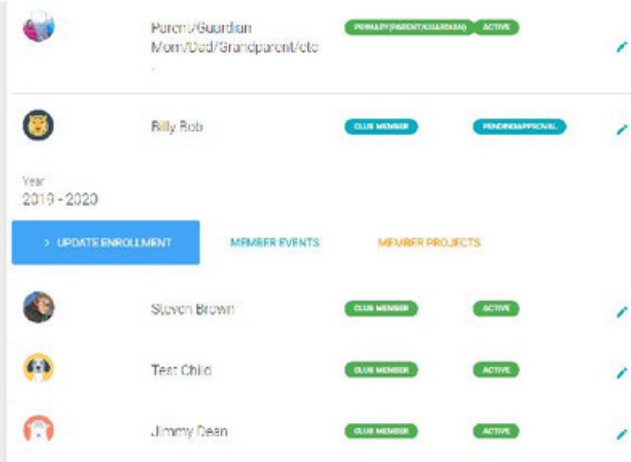 Parent/Guardian PRIMARY(PARENT/GUARDIAN) ACTIVE
Mom/Dad/Grandparent/etc
.
Billy Bob CLUB MEMBER PENDINGAPPROVAL
Year
2019 - 2020
> UPDATE ENROLLMENT MEMBER EVENTS MEMBER PROJECTS
Steven Brown CLUB MEMBER ACTIVE
Test Child CLUB MEMBER ACTIVE
Jimmy Dean CLUB MEMBER ACTIVE